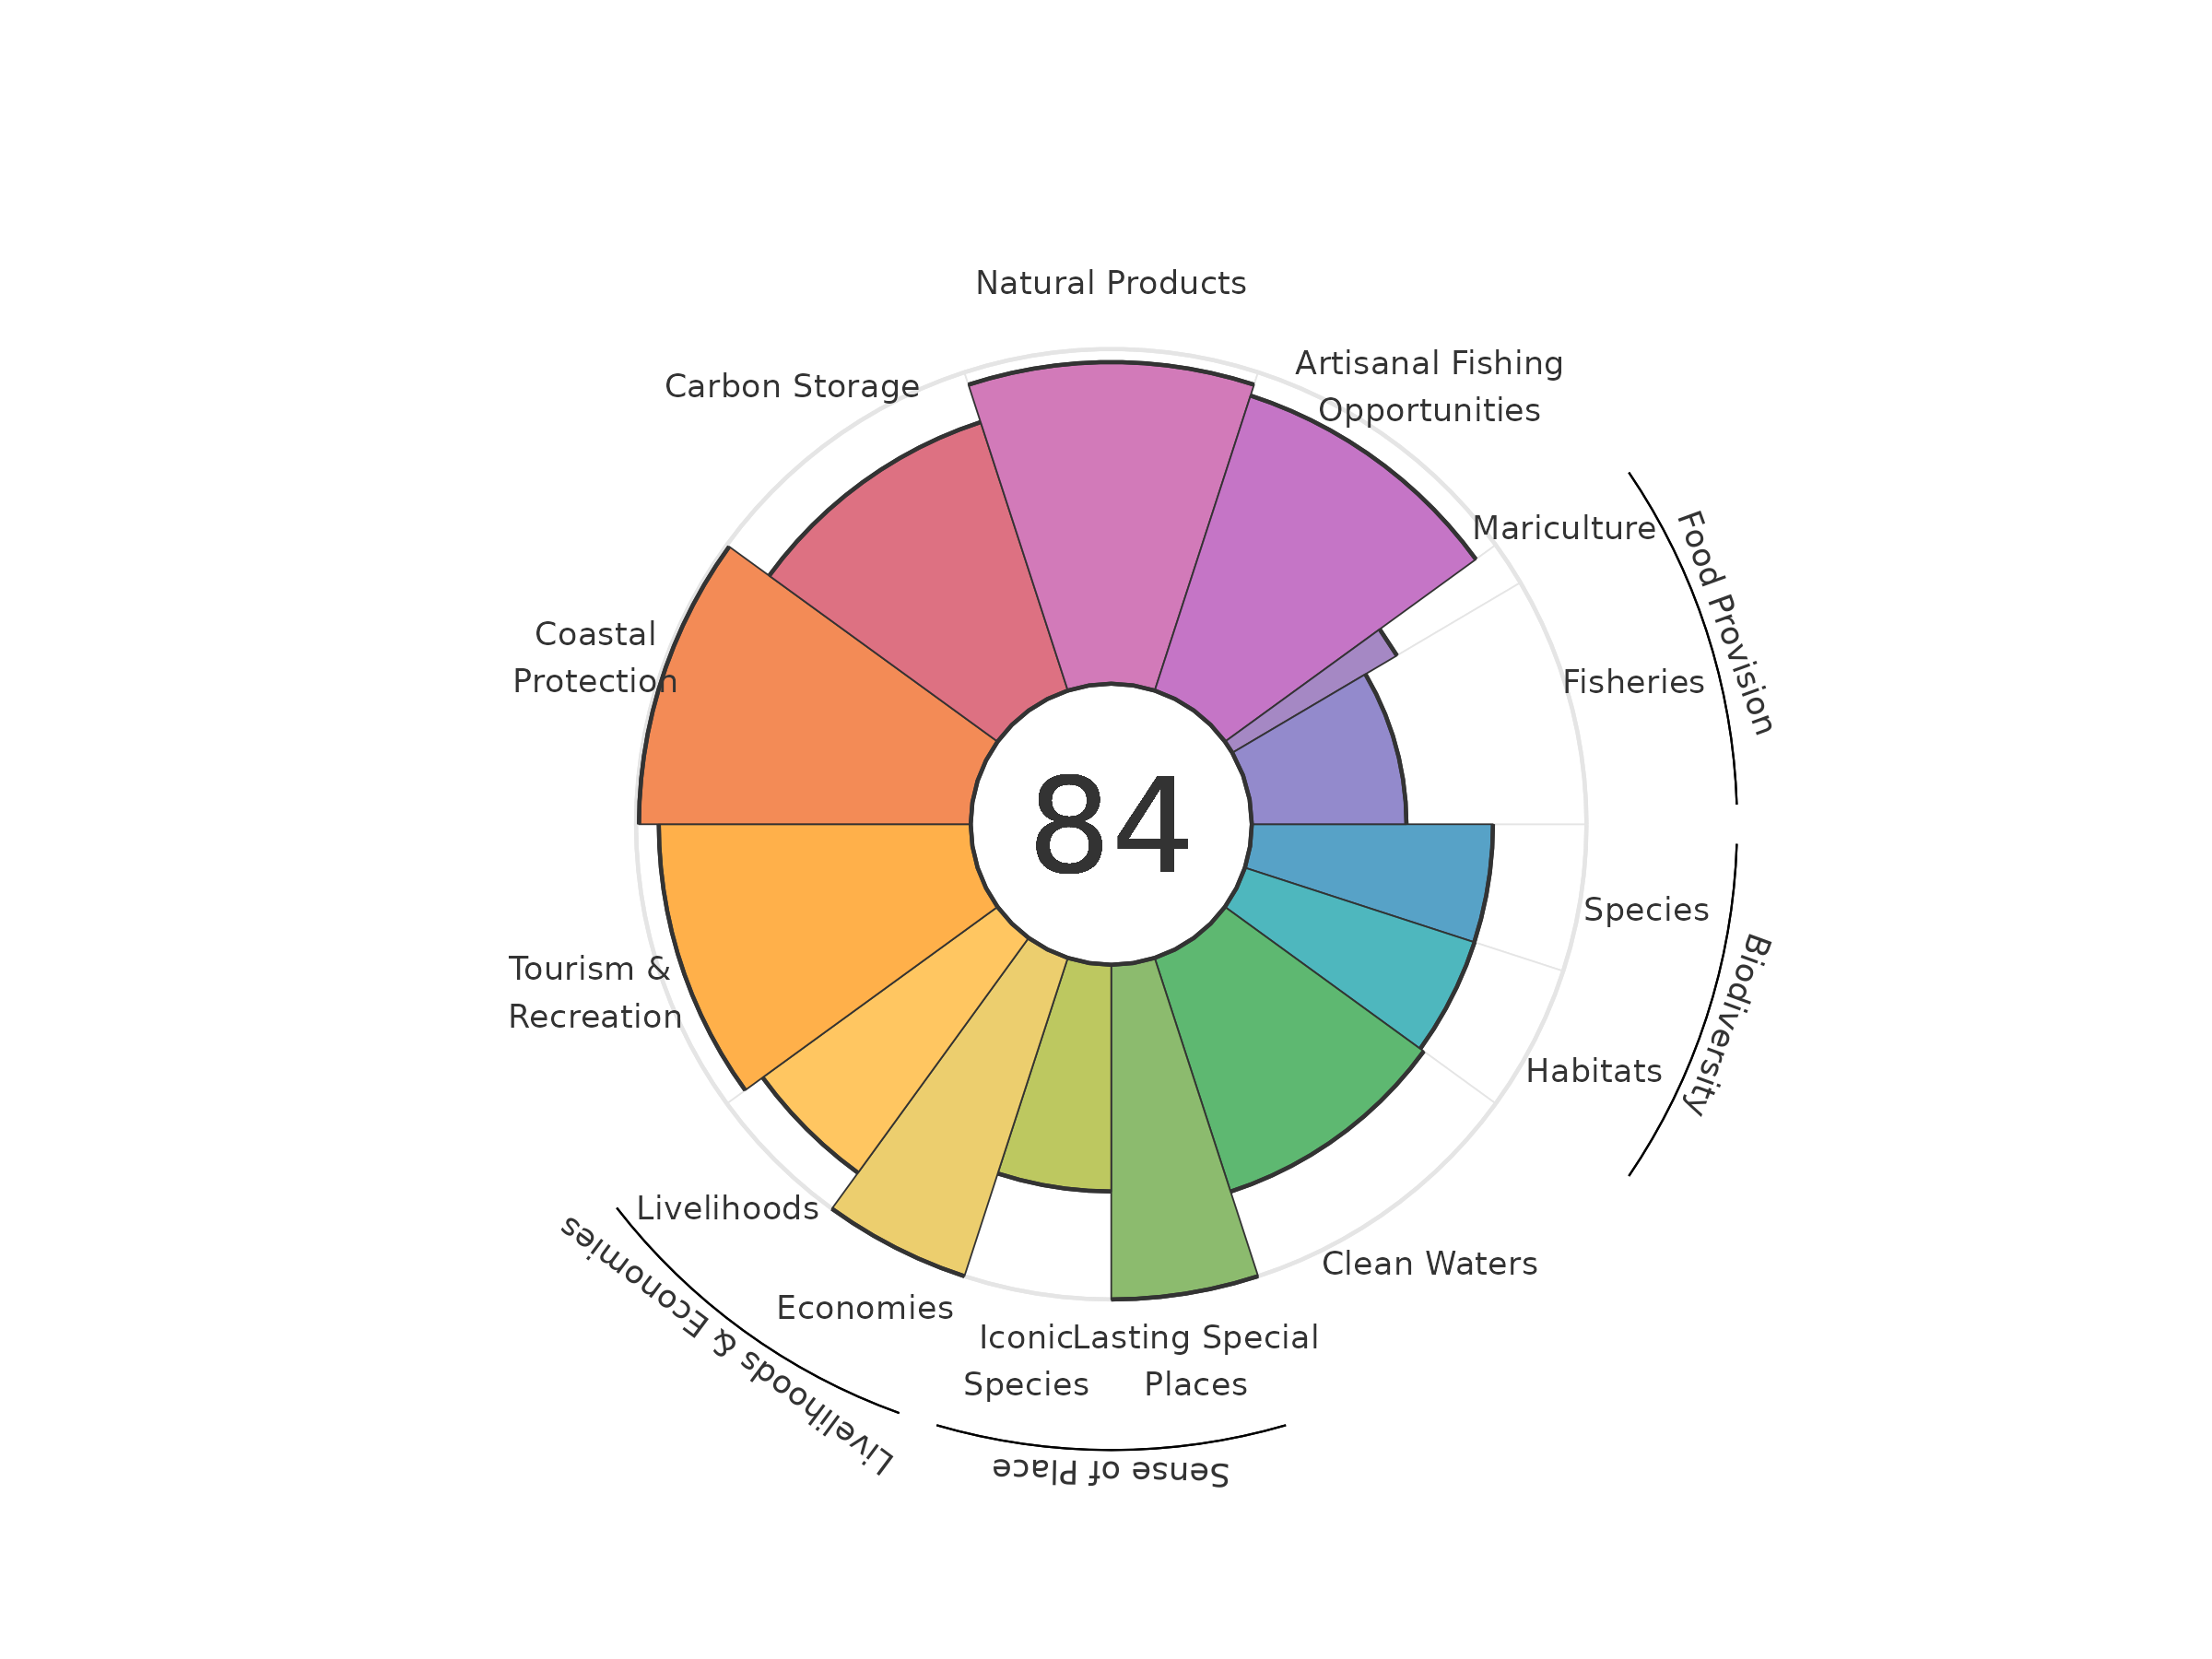 Natural Products
Artisanal Fishing
Opportunities
Carbon Storage
Mariculture
Food Provision
Coastal
Protection
Fisheries
84
Species
Biodiversity
Tourism &
Recreation
Habitats
Livelihoods
Clean Waters
Livelihoods & Economies
Economies
Iconic
Species
Lasting Special
Places
Sense of Place